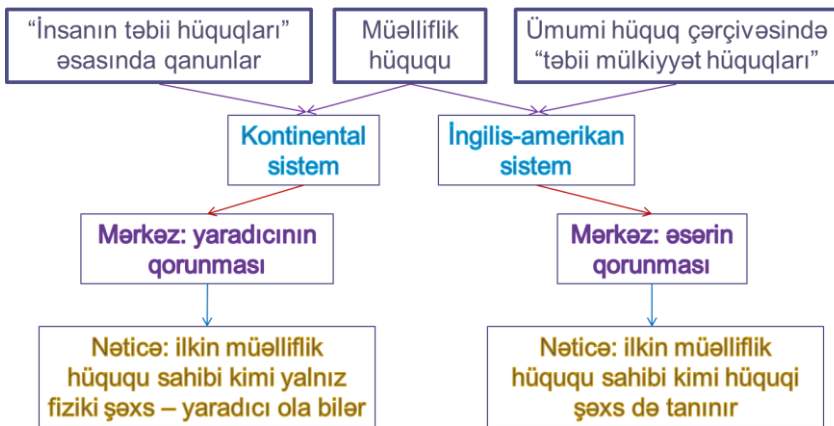 “İnsanın təbii hüquqları”
əsasında qanunlar
Müəlliflik
hüququ
Ümumi hüquq çərçivəsində
“təbii mülkiyyət hüquqları”
Kontinental
sistem
İngilis-amerikan
sistem
Mərkəz: yaradıcının
qorunması
Mərkəz: əsərin
qorunması
Nəticə: ilkin müəlliflik
hüququ sahibi kimi yalnız
fiziki şəxs – yaradıcı ola bilər
Nəticə: ilkin müəlliflik
hüququ sahibi kimi hüquqi
şəxs də tanınır